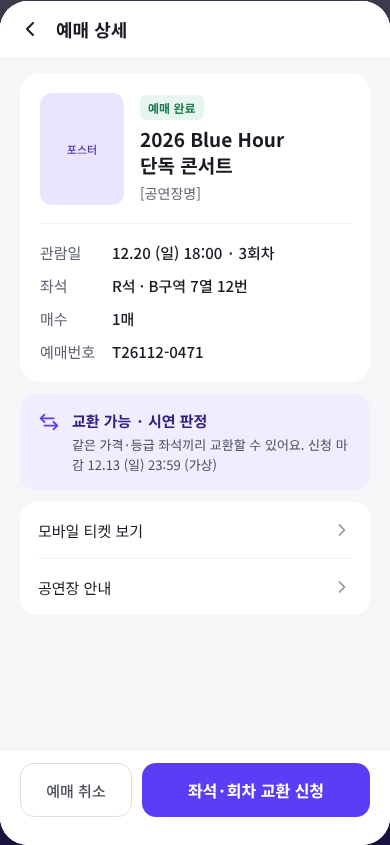 예매 상세
포스터
예매 완료
2026 Blue Hour
단독 콘서트
[공연장명]
관람일 12.20 (일) 18:00 · 3회차
좌석 R석 · B구역 7열 12번
매수 1매
예매번호 T26112-0471
교환 가능 · 시연 판정
같은 가격·등급 좌석끼리 교환할 수 있어요. 신청 마
감 12.13 (일) 23:59 (가상)
모바일 티켓 보기
공연장 안내
예매 취소 좌석·회차 교환 신청